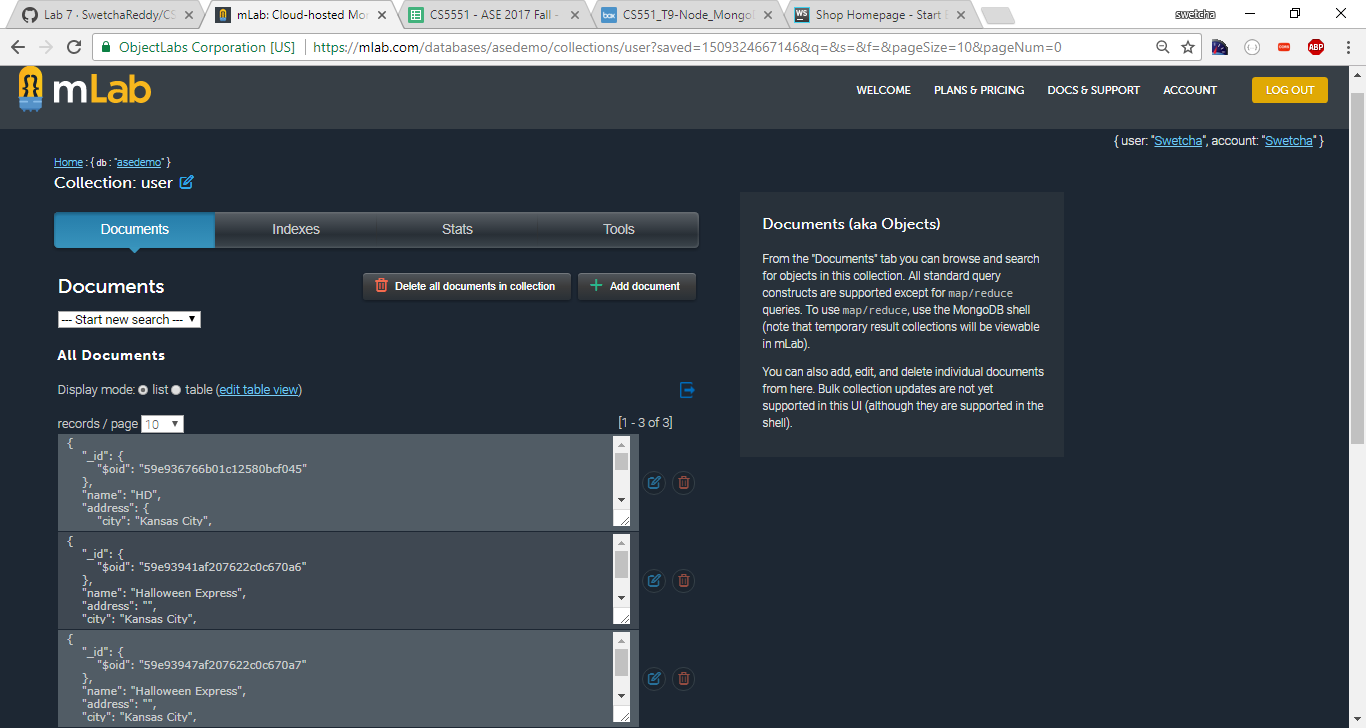 Lab 7 · SwetchaReddy/CS
mLab: Cloud-hosted Mo
CS5551 - ASE 2017 Fall -
CS551_T9-Node_Mongo
Shop Homepage - Start
swetcha
ObjectLabs Corporation [US]
https://mlab.com/databases/asedemo/collections/user?saved=1509324667146&q=&s=&f=&pageSize=10&pageNum=0
ABP
mLab
WELCOME
PLANS & PRICING
DOCS & SUPPORT
ACCOUNT
LOG OUT
{ user: "Swetcha", account: "Swetcha" }
Home : { db : "asedemo" }
Collection: user
Documents
Indexes
Stats
Tools
Documents
Delete all documents in collection
Add document
--- Start new search ---
All Documents
Display mode: list table (edit table view)
records / page 10
[1 - 3 of 3]
{
"_id": {
"$oid": "59e936766b01c12580bcf045"
},
"name": "HD",
"address": {
"city": "Kansas City",
{
"_id": {
"$oid": "59e93941af207622c0c670a6"
},
"name": "Halloween Express",
"address": "",
"city": "Kansas City",
{
"_id": {
"$oid": "59e93947af207622c0c670a7"
},
"name": "Halloween Express",
"address": "",
"city": "Kansas City",
Documents (aka Objects)
From the "Documents" tab you can browse and search
for objects in this collection. All standard query
constructs are supported except for map/reduce
queries. To use map/reduce, use the MongoDB shell
(note that temporary result collections will be viewable
in mLab).
You can also add, edit, and delete individual documents
from here. Bulk collection updates are not yet
supported in this UI (although they are supported in the
shell).